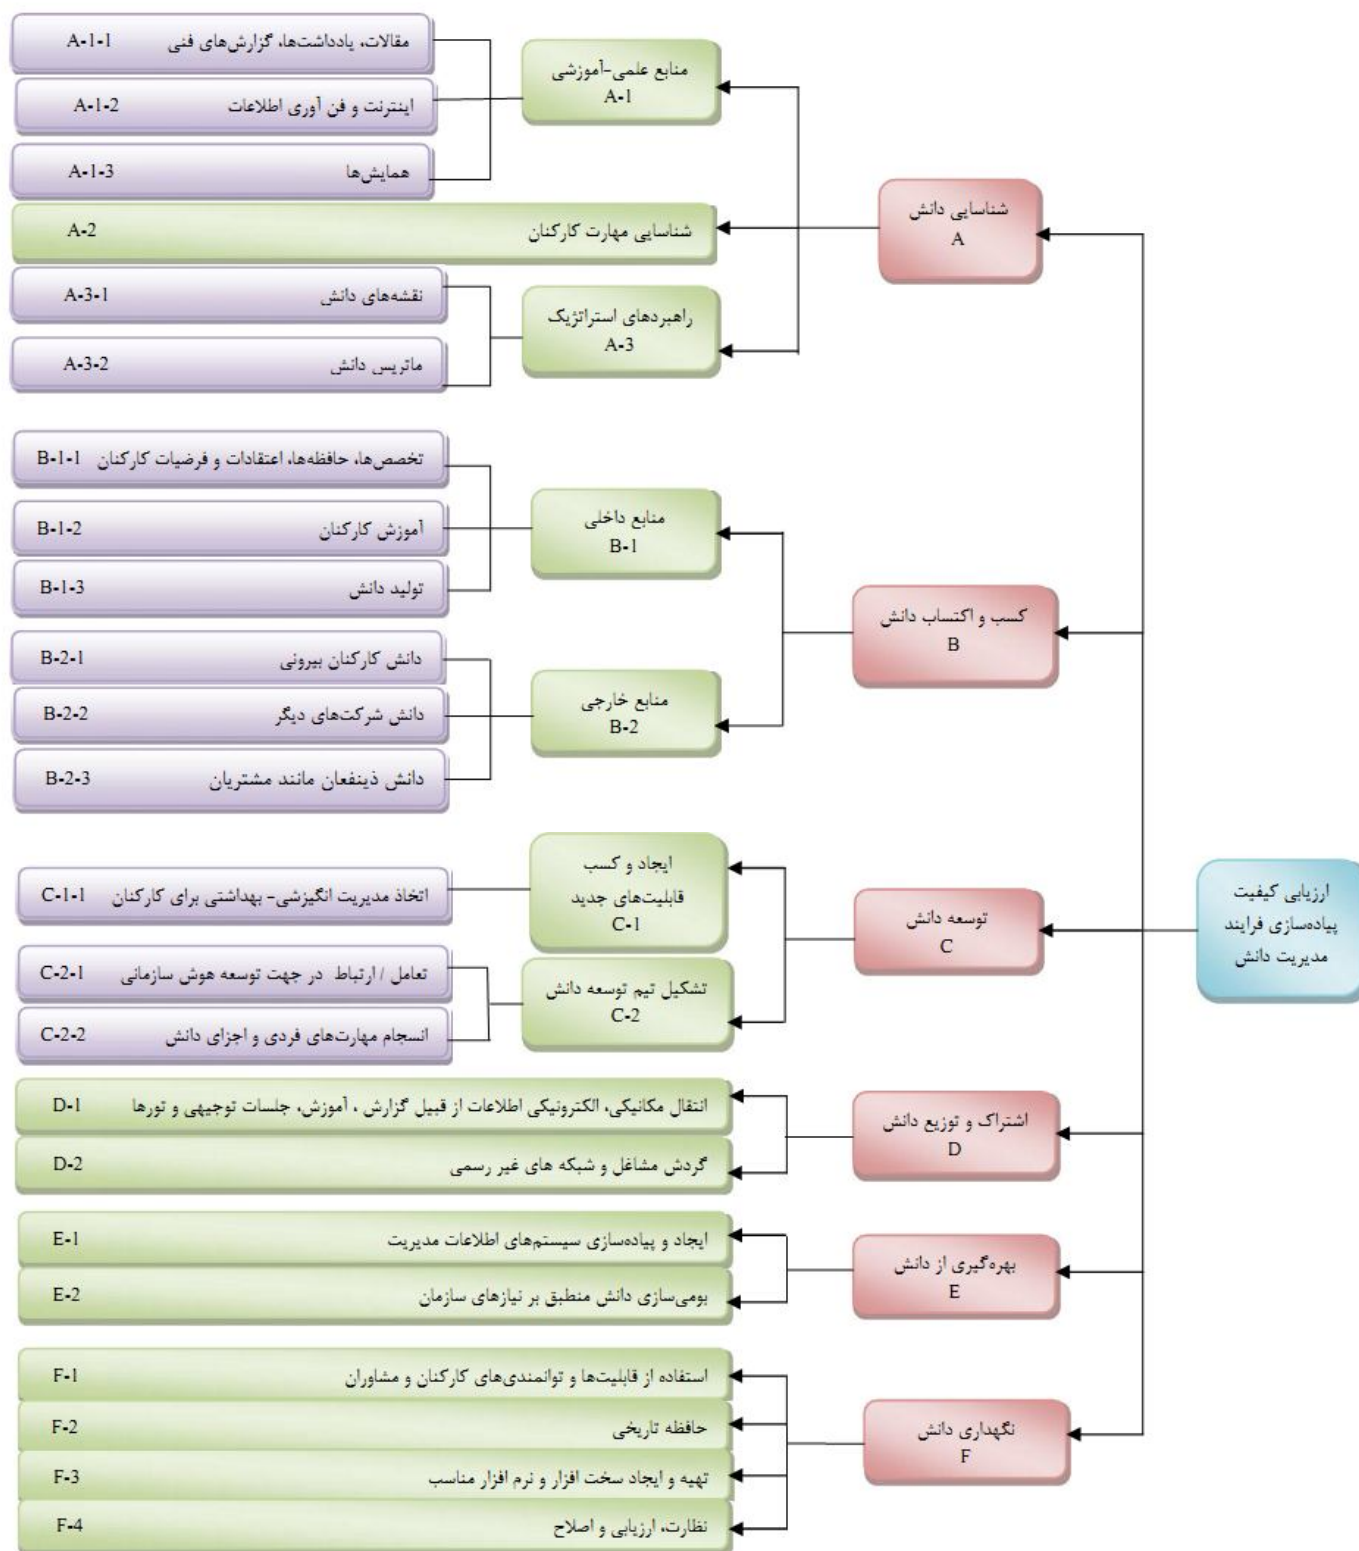 ارزیابی کیفیت
پیاده‌سازی فرایند
مدیریت دانش
شناسایی دانش
A
منابع علمی-آموزشی
A-1
مقالات، یادداشت‌ها، گزارش‌های فنی A-1-1
اینترنت و فن آوری اطلاعات A-1-2
همایش‌ها A-1-3
شناسایی مهارت کارکنان A-2
راهبردهای استراتژیک
A-3
نقشه‌های دانش A-3-1
ماتریس دانش A-3-2
کسب و اکتساب دانش
B
منابع داخلی
B-1
تخصص‌ها، حافظه‌ها، اعتقادات و فرضیات کارکنان B-1-1
آموزش کارکنان B-1-2
تولید دانش B-1-3
منابع خارجی
B-2
دانش کارکنان بیرونی B-2-1
دانش شرکت‌های دیگر B-2-2
دانش ذینفعان مانند مشتریان B-2-3
توسعه دانش
C
ایجاد و کسب
قابلیت‌های جدید
C-1
اتخاذ مدیریت انگیزشی- بهداشتی برای کارکنان C-1-1
تشکیل تیم توسعه دانش
C-2
تعامل / ارتباط در جهت توسعه هوش سازمانی C-2-1
انسجام مهارت‌های فردی و اجزای دانش C-2-2
اشتراک و توزیع دانش
D
انتقال مکانیکی، الکترونیکی اطلاعات از قبیل گزارش ، آموزش، جلسات توجیهی و تورها D-1
گردش مشاغل و شبکه های غیر رسمی D-2
بهره‌گیری از دانش
E
ایجاد و پیاده‌سازی سیستم‌های اطلاعات مدیریت E-1
بومی‌سازی دانش منطبق بر نیازهای سازمان E-2
نگهداری دانش
F
استفاده از قابلیت‌ها و توانمندی‌های کارکنان و مشاوران F-1
حافظه تاریخی F-2
تهیه و ایجاد سخت افزار و نرم افزار مناسب F-3
نظارت، ارزیابی و اصلاح F-4